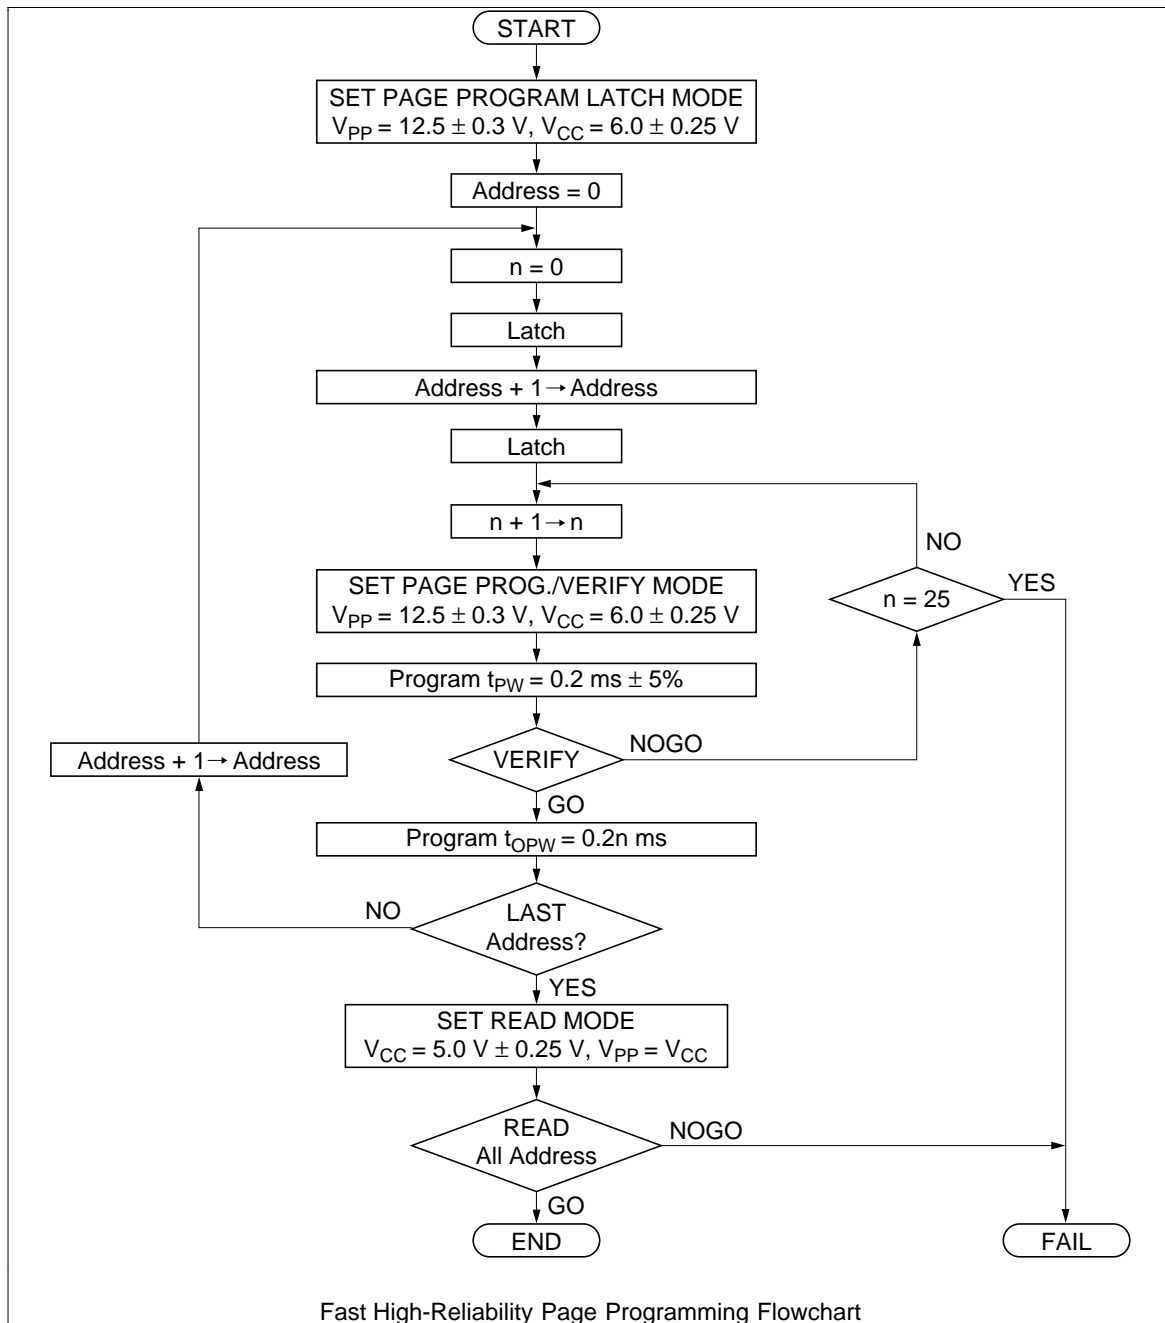 START
SET PAGE PROGRAM LATCH MODE
VPP = 12.5 ± 0.3 V, VCC = 6.0 ± 0.25 V
Address = 0
n = 0
Latch
Address + 1 → Address
Latch
n + 1 → n
NO
SET PAGE PROG./VERIFY MODE
VPP = 12.5 ± 0.3 V, VCC = 6.0 ± 0.25 V
n = 25
YES
Program tPW = 0.2 ms ± 5%
Address + 1 → Address
VERIFY
NOGO
GO
Program tOPW = 0.2n ms
NO
LAST
Address?
YES
SET READ MODE
VCC = 5.0 V ± 0.25 V, VPP = VCC
READ
All Address
NOGO
GO
END
FAIL
Fast High-Reliability Page Programming Flowchart